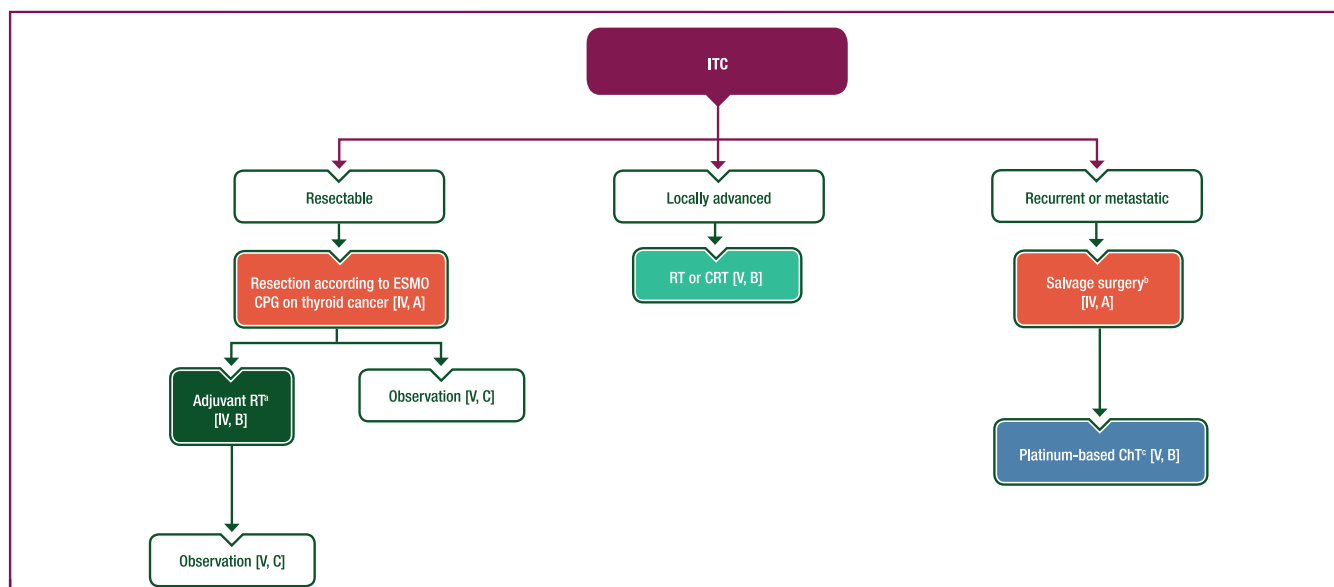 ITC
Resectable
Locally advanced
Recurrent or metastatic
Resection according to ESMO
CPG on thyroid cancer [IV, A]
RT or CRT [V, B]
Salvage surgeryᵇ
[IV, A]
Adjuvant RTᵃ
[IV, B]
Observation [V, C]
Platinum-based ChTᶜ [V, B]
Observation [V, C]